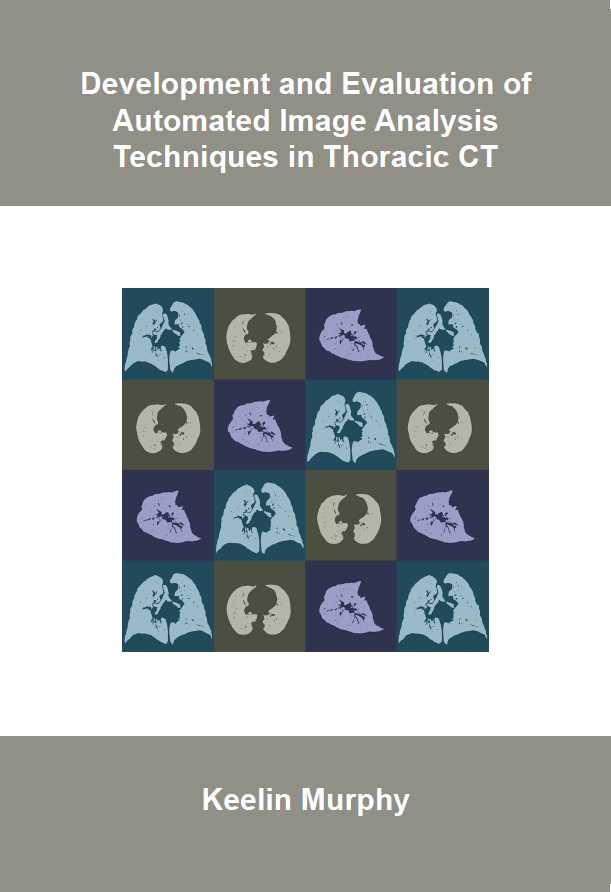 Development and Evaluation of
Automated Image Analysis
Techniques in Thoracic CT
Keelin Murphy